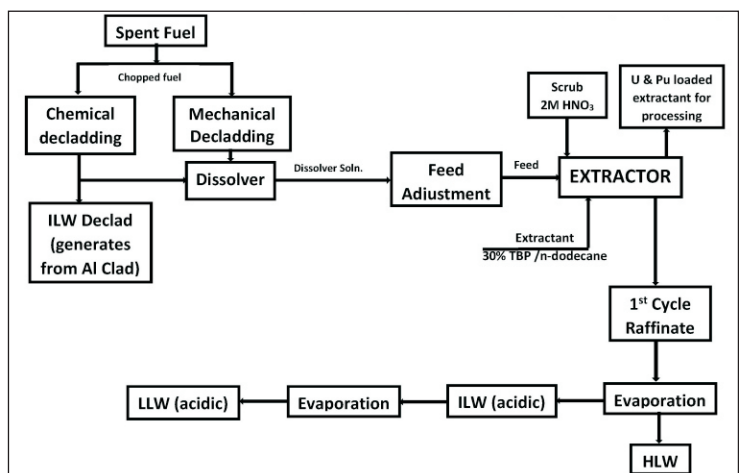 Spent Fuel
Chopped fuel
Chemical
decladding
Mechanical
Decladding
ILW Declad
(generates
from Al Clad)
Dissolver
Dissolver Soln.
Feed
Adjustment
Feed
Scrub
2M HNO₃
U & Pu loaded
extractant for
processing
EXTRACTOR
Extractant
30% TBP /n-dodecane
1st Cycle
Raffinate
Evaporation
HLW
ILW (acidic)
Evaporation
LLW (acidic)